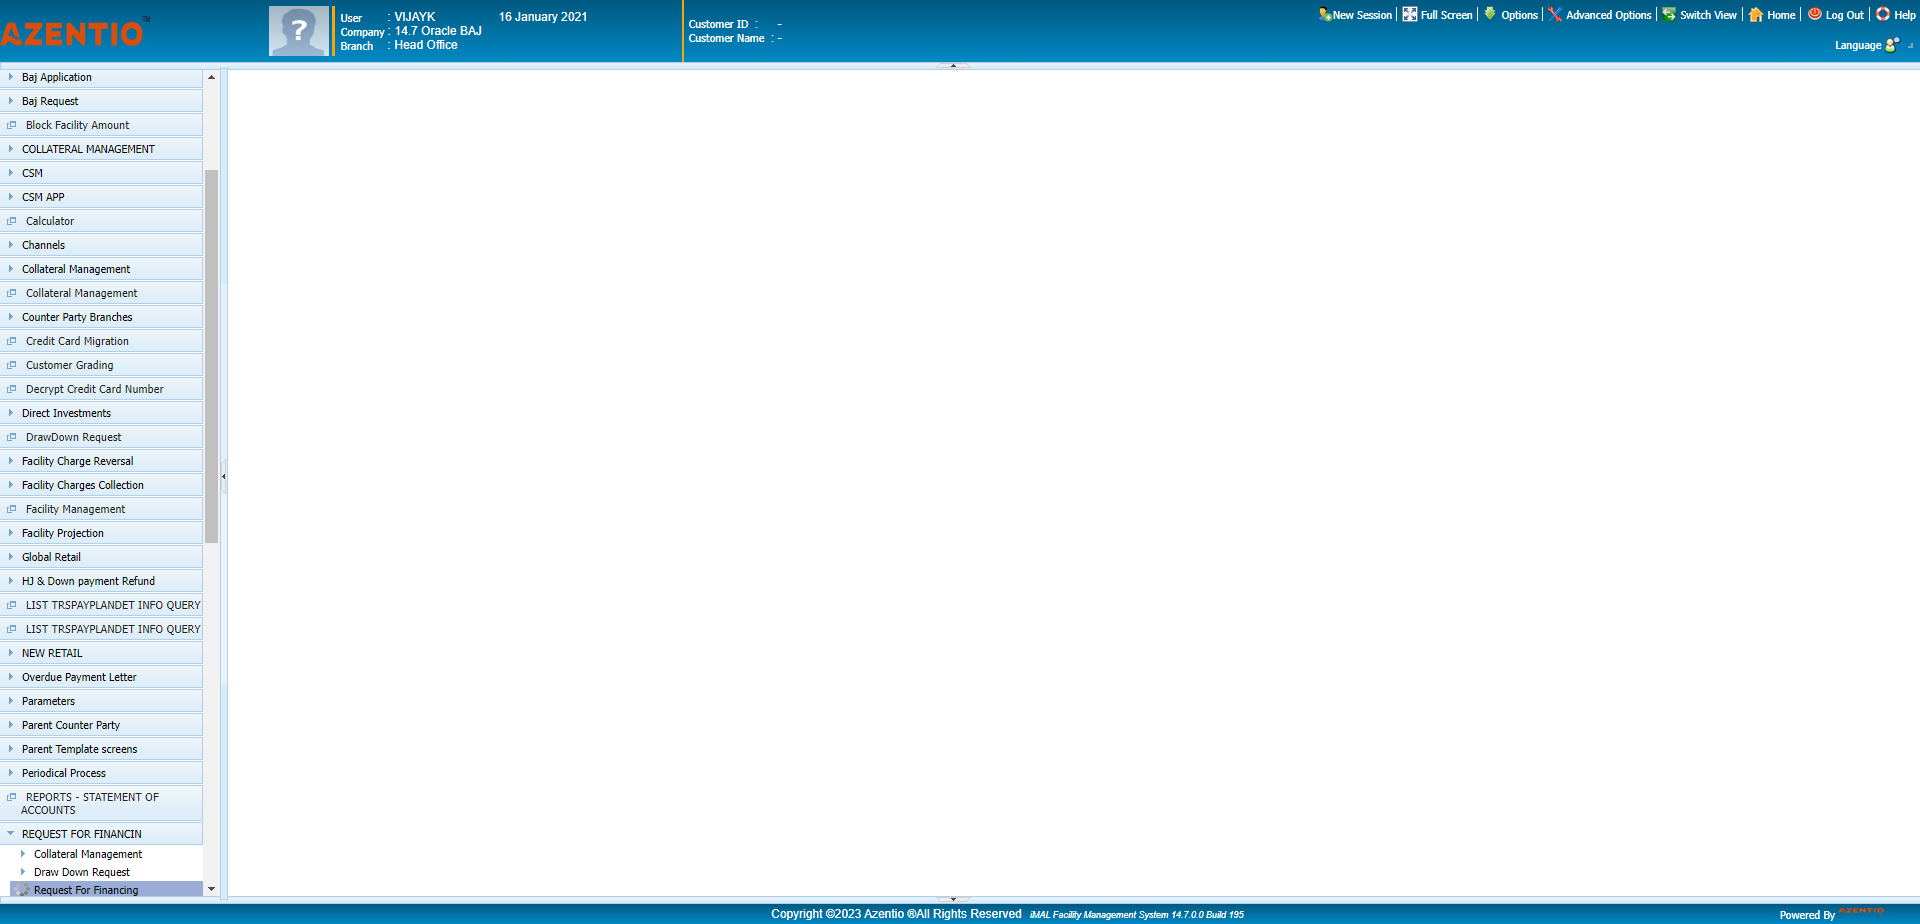 AZENTIO™
?
User : VIJAYK 16 January 2021
Company : 14.7 Oracle BAJ
Branch : Head Office
Customer ID : -
Customer Name : -
New Session
Full Screen
Options
Advanced Options
Switch View
Home
Log Out
Help
Language
Baj Application
Baj Request
Block Facility Amount
COLLATERAL MANAGEMENT
CSM
CSM APP
Calculator
Channels
Collateral Management
Collateral Management
Counter Party Branches
Credit Card Migration
Customer Grading
Decrypt Credit Card Number
Direct Investments
DrawDown Request
Facility Charge Reversal
Facility Charges Collection
Facility Management
Facility Projection
Global Retail
HJ & Down payment Refund
LIST TRSPAYPLANDET INFO QUERY
LIST TRSPAYPLANDET INFO QUERY
NEW RETAIL
Overdue Payment Letter
Parameters
Parent Counter Party
Parent Template screens
Periodical Process
REPORTS - STATEMENT OF
ACCOUNTS
REQUEST FOR FINANCIN
Collateral Management
Draw Down Request
Request For Financing
Copyright ©2023 Azentio ®All Rights Reserved iMAL Facility Management System 14.7.0.0 Build 195
Powered By AZENTIO